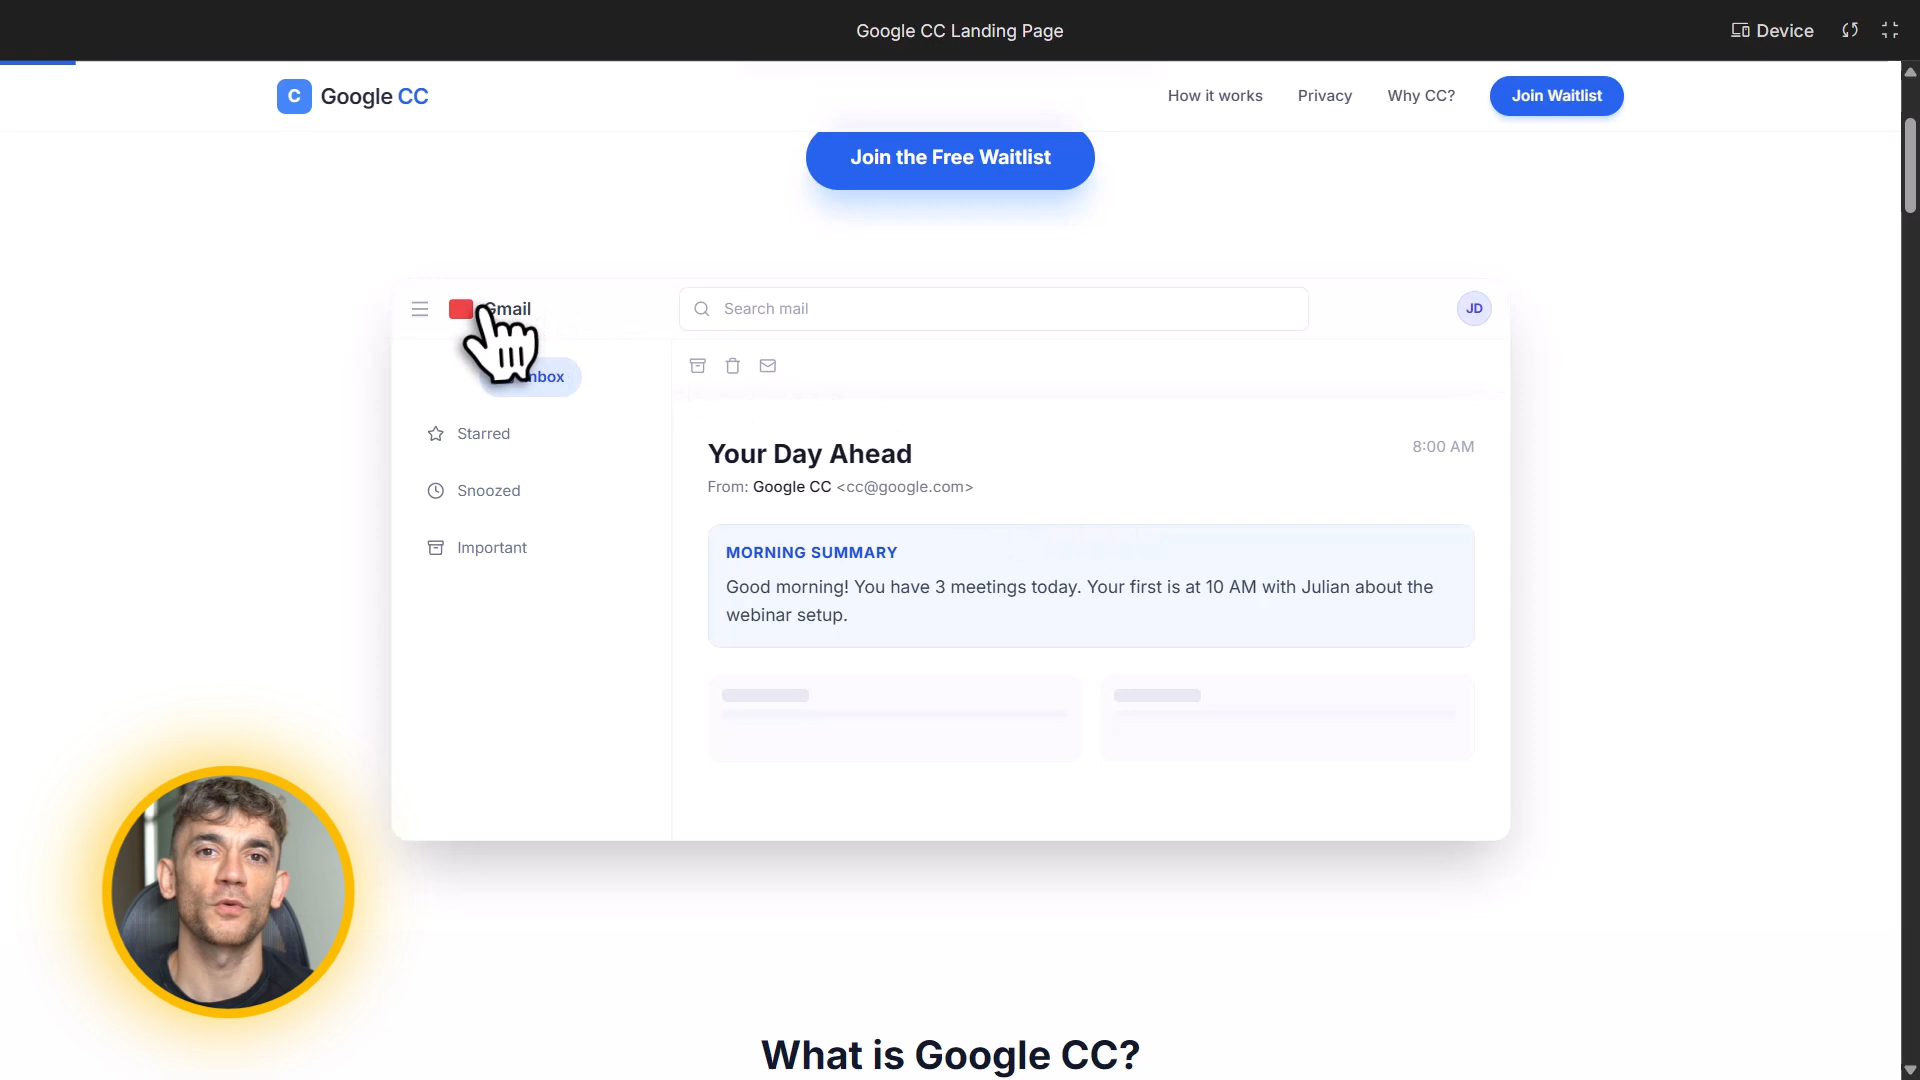 Google CC Landing Page
Device
C
Google CC
How it works
Privacy
Why CC?
Join Waitlist
Join the Free Waitlist
Gmail
Search mail
JD
Inbox
Starred
Snoozed
Important
Your Day Ahead
8:00 AM
From: Google CC <cc@google.com>
MORNING SUMMARY
Good morning! You have 3 meetings today. Your first is at 10 AM with Julian about the
webinar setup.
What is Google CC?